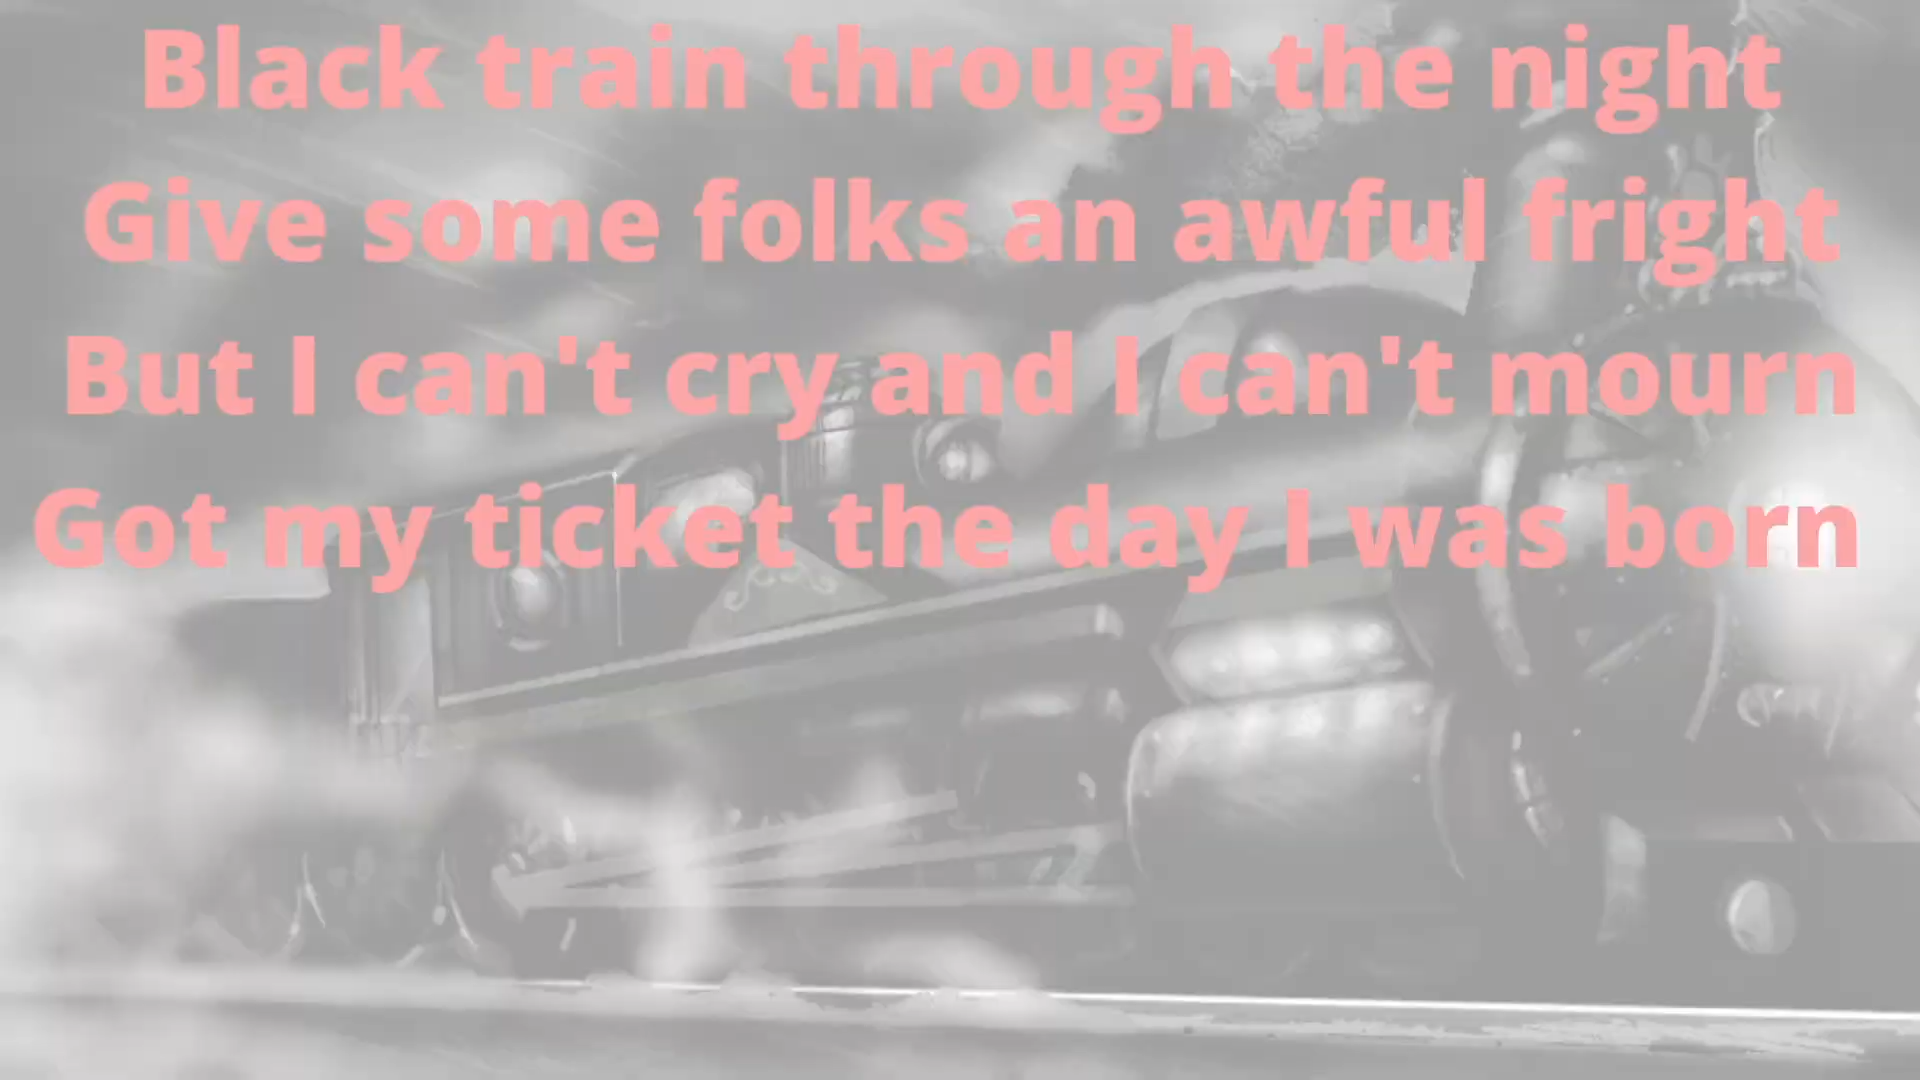 Black train through the night
Give some folks an awful fright
But I can't cry and I can't mourn
Got my ticket the day I was born